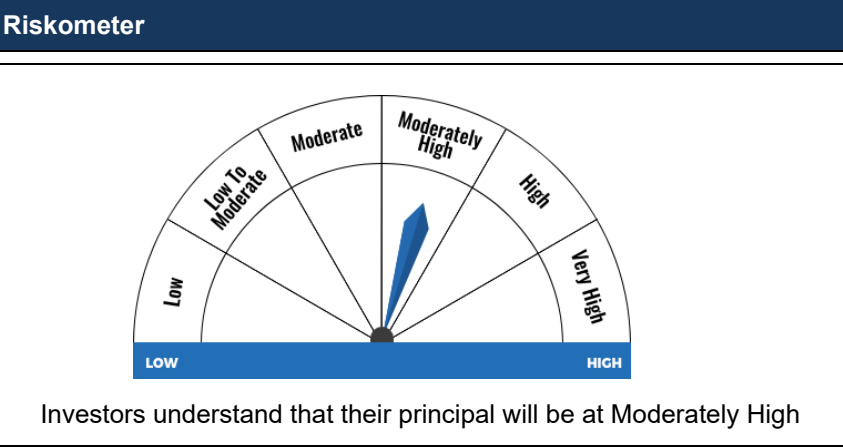 Riskometer
Low
Low To
Moderate
Moderate
Moderately
High
High
Very High
LOW
HIGH
Investors understand that their principal will be at Moderately High